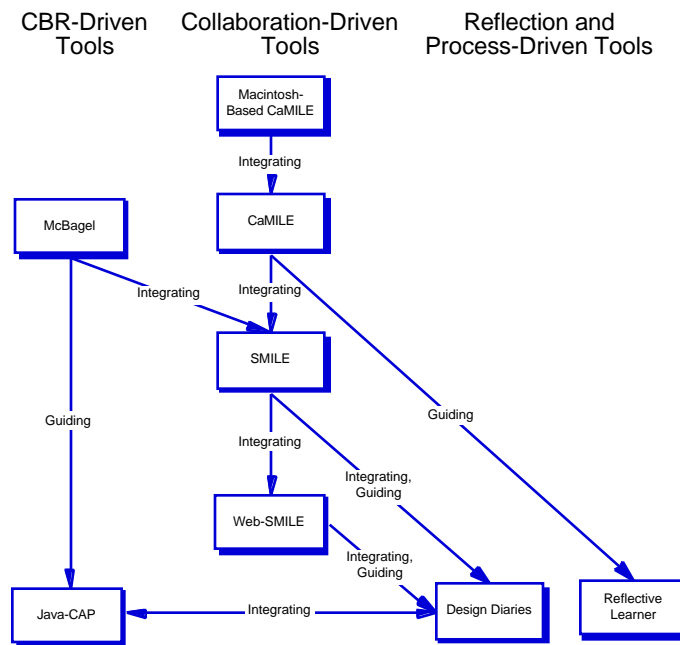 CBR-Driven
Tools
Collaboration-Driven
Tools
Reflection and
Process-Driven Tools
Macintosh-
Based CaMILE
Integrating
McBagel
CaMILE
Integrating
Integrating
SMILE
Guiding
Guiding
Integrating
Integrating,
Guiding
Web-SMILE
Integrating,
Guiding
Java-CAP
Integrating
Design Diaries
Reflective
Learner